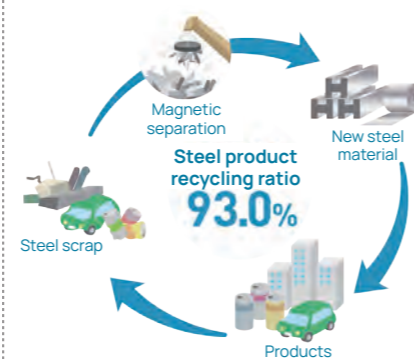 Magnetic
separation
New steel
material
Steel product
recycling ratio
93.0%
Steel scrap
Products